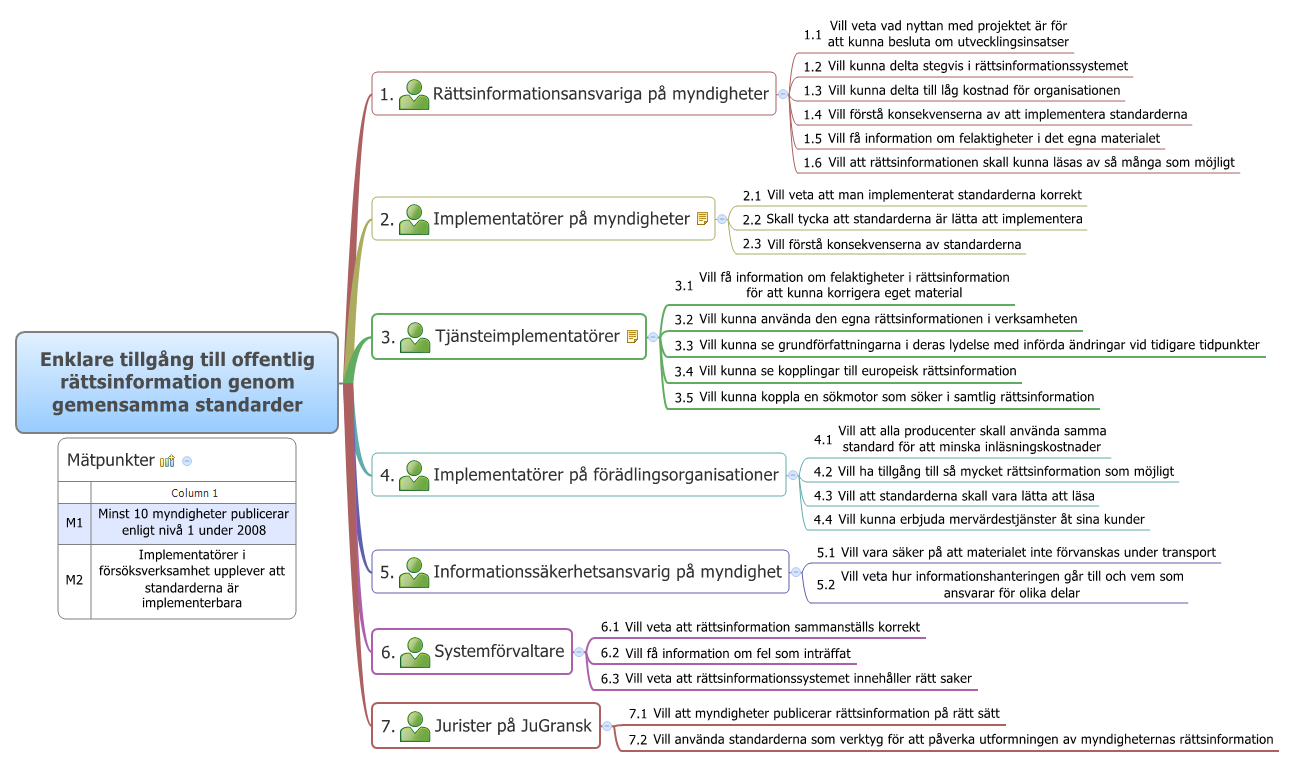 Enklare tillgång till offentlig
rättsinformation genom
gemensamma standarder
Mätpunkter
Column 1
M1 Minst 10 myndigheter publicerar
enligt nivå 1 under 2008
M2 Implementatörer i
försöksverksamhet upplever att
standarderna är
implementerbara
1. Rättsinformationsansvariga på myndigheter
1.1 Vill veta vad nyttan med projektet är för
att kunna besluta om utvecklingsinsatser
1.2 Vill kunna delta stegvis i rättsinformationssystemet
1.3 Vill kunna delta till låg kostnad för organisationen
1.4 Vill förstå konsekvenserna av att implementera standarderna
1.5 Vill få information om felaktigheter i det egna materialet
1.6 Vill att rättsinformationen skall kunna läsas av så många som möjligt
2. Implementatörer på myndigheter
2.1 Vill veta att man implementerat standarderna korrekt
2.2 Skall tycka att standarderna är lätta att implementera
2.3 Vill förstå konsekvenserna av standarderna
3. Tjänsteimplementatörer
3.1 Vill få information om felaktigheter i rättsinformation
för att kunna korrigera eget material
3.2 Vill kunna använda den egna rättsinformationen i verksamheten
3.3 Vill kunna se grundförfattningarna i deras lydelse med införda ändringar vid tidigare tidpunkter
3.4 Vill kunna se kopplingar till europeisk rättsinformation
3.5 Vill kunna koppla en sökmotor som söker i samtlig rättsinformation
4. Implementatörer på förädlingsorganisationer
4.1 Vill att alla producenter skall använda samma
standard för att minska inläsningskostnader
4.2 Vill ha tillgång till så mycket rättsinformation som möjligt
4.3 Vill att standarderna skall vara lätta att läsa
4.4 Vill kunna erbjuda mervärdestjänster åt sina kunder
5. Informationssäkerhetsansvarig på myndighet
5.1 Vill vara säker på att materialet inte förvanskas under transport
5.2 Vill veta hur informationshanteringen går till och vem som
ansvarar för olika delar
6. Systemförvaltare
6.1 Vill veta att rättsinformation sammanställs korrekt
6.2 Vill få information om fel som inträffat
6.3 Vill veta att rättsinformationssystemet innehåller rätt saker
7. Jurister på JuGransk
7.1 Vill att myndigheter publicerar rättsinformation på rätt sätt
7.2 Vill använda standarderna som verktyg för att påverka utformningen av myndigheternas rättsinformation